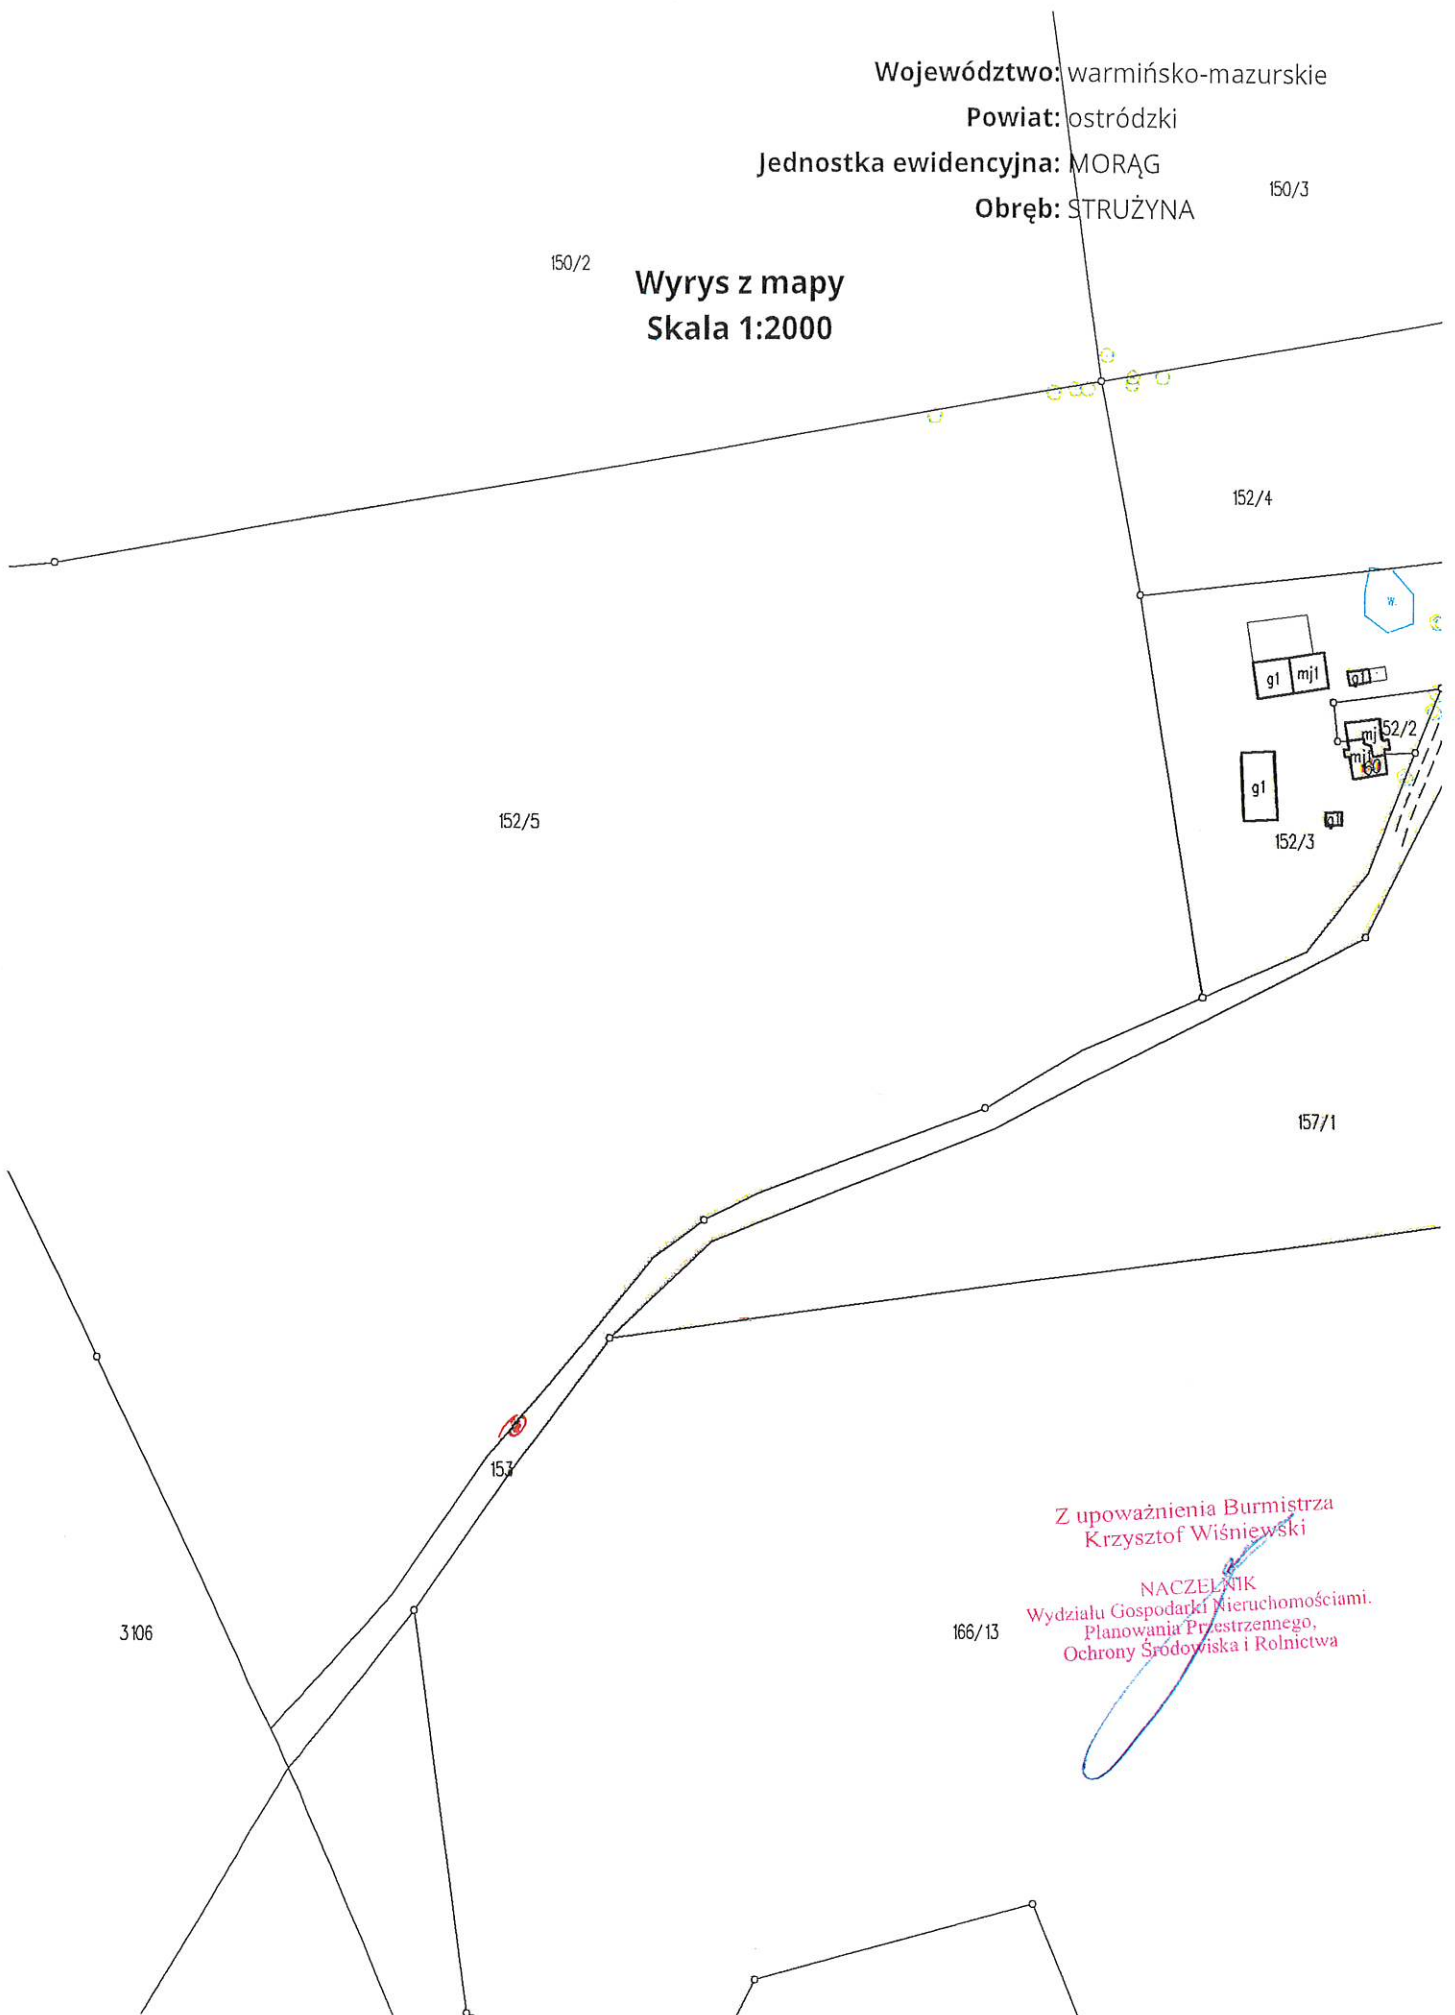 Województwo: warmińsko-mazurskie
Powiat: ostródzki
Jednostka ewidencyjna: MORĄG
Obręb: STRUŻYNA
150/3
150/2
Wyrys z mapy
Skala 1:2000
152/4
w.
g1 mj1
g1
mj 52/2
mj1
60
g1
152/5
g1
152/3
157/1
153
Z upoważnienia Burmistrza
Krzysztof Wiśniewski
NACZELNIK
Wydziału Gospodarki Nieruchomościami.
Planowania Przestrzennego,
Ochrony Środowiska i Rolnictwa
3106
166/13